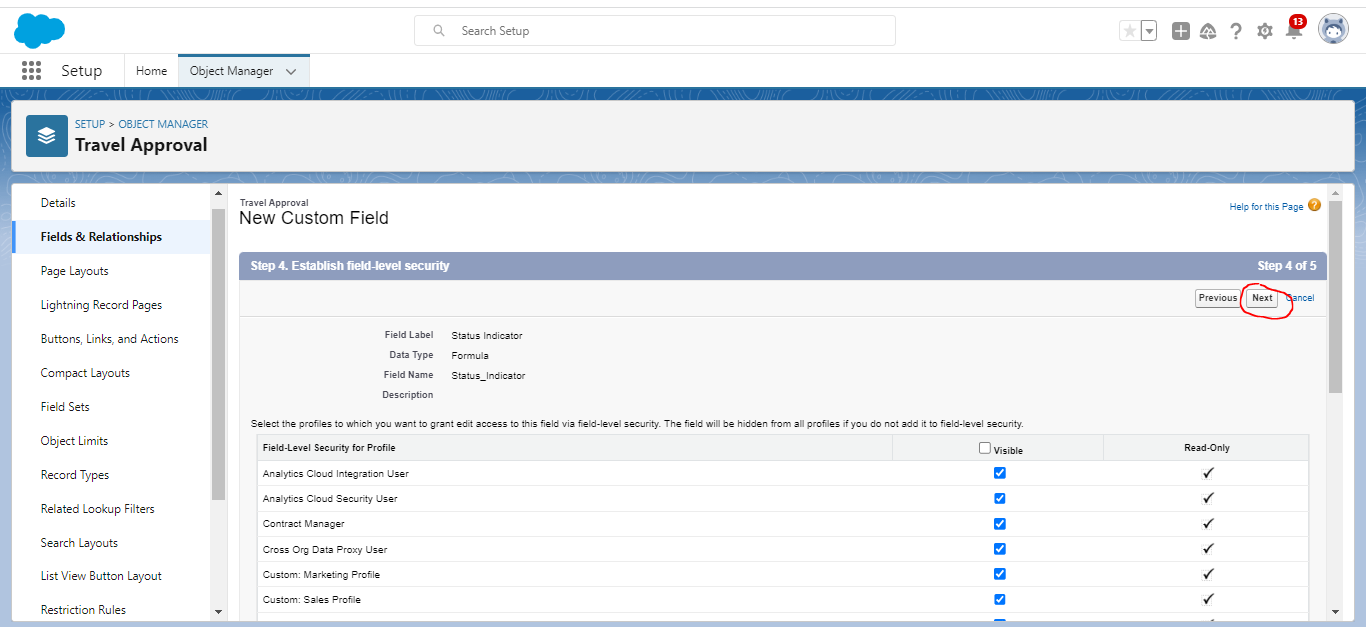 Search Setup
13
Setup
Home
Object Manager
SETUP > OBJECT MANAGER
Travel Approval
Details
Fields & Relationships
Page Layouts
Lightning Record Pages
Buttons, Links, and Actions
Compact Layouts
Field Sets
Object Limits
Record Types
Related Lookup Filters
Search Layouts
List View Button Layout
Restriction Rules
Travel Approval
New Custom Field
Help for this Page ?
Step 4. Establish field-level security Step 4 of 5
Previous Next Cancel
Field Label Status Indicator
Data Type Formula
Field Name Status_Indicator
Description
Select the profiles to which you want to grant edit access to this field via field-level security. The field will be hidden from all profiles if you do not add it to field-level security.
Field-Level Security for Profile Visible Read-Only
Analytics Cloud Integration User
Analytics Cloud Security User
Contract Manager
Cross Org Data Proxy User
Custom: Marketing Profile
Custom: Sales Profile